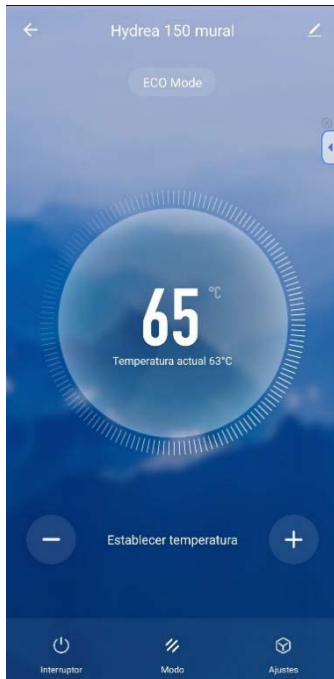 Hydrea 150 mural
ECO Mode
65 °C
Temperatura actual 63°C
Establecer temperatura
Interruptor Modo Ajustes